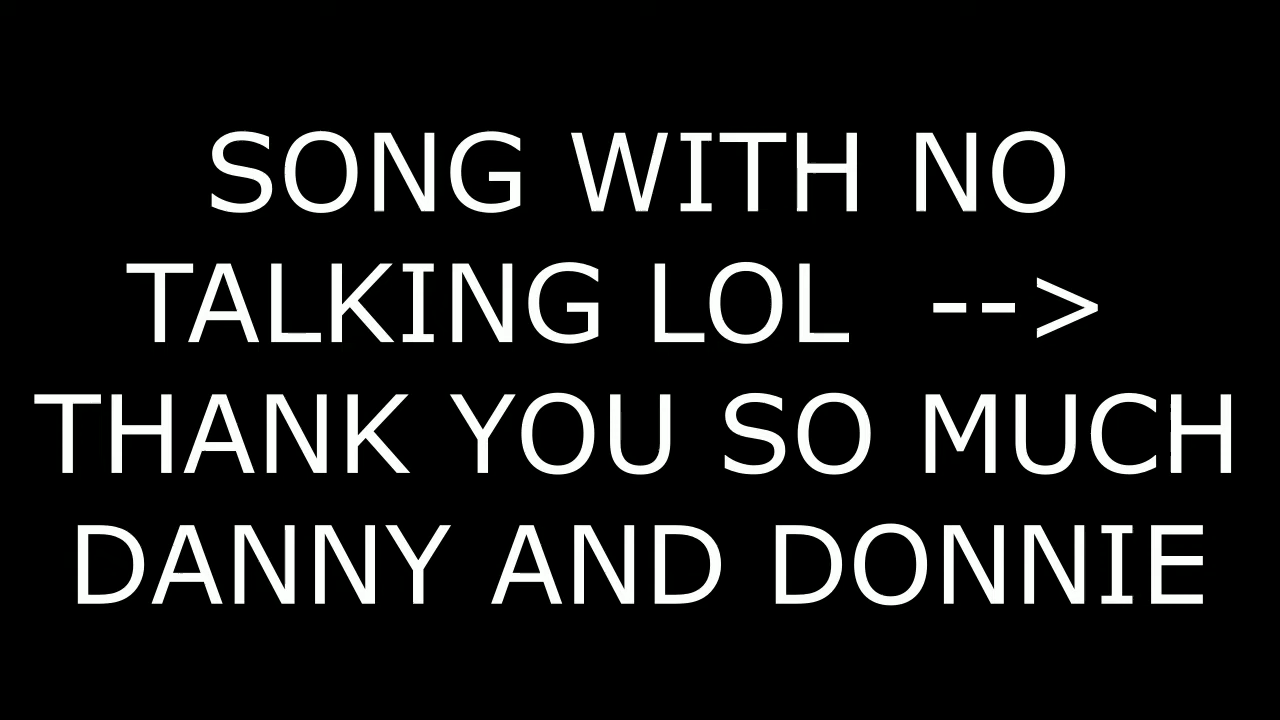 SONG WITH NO
TALKING LOL  -->
THANK YOU SO MUCH
DANNY AND DONNIE